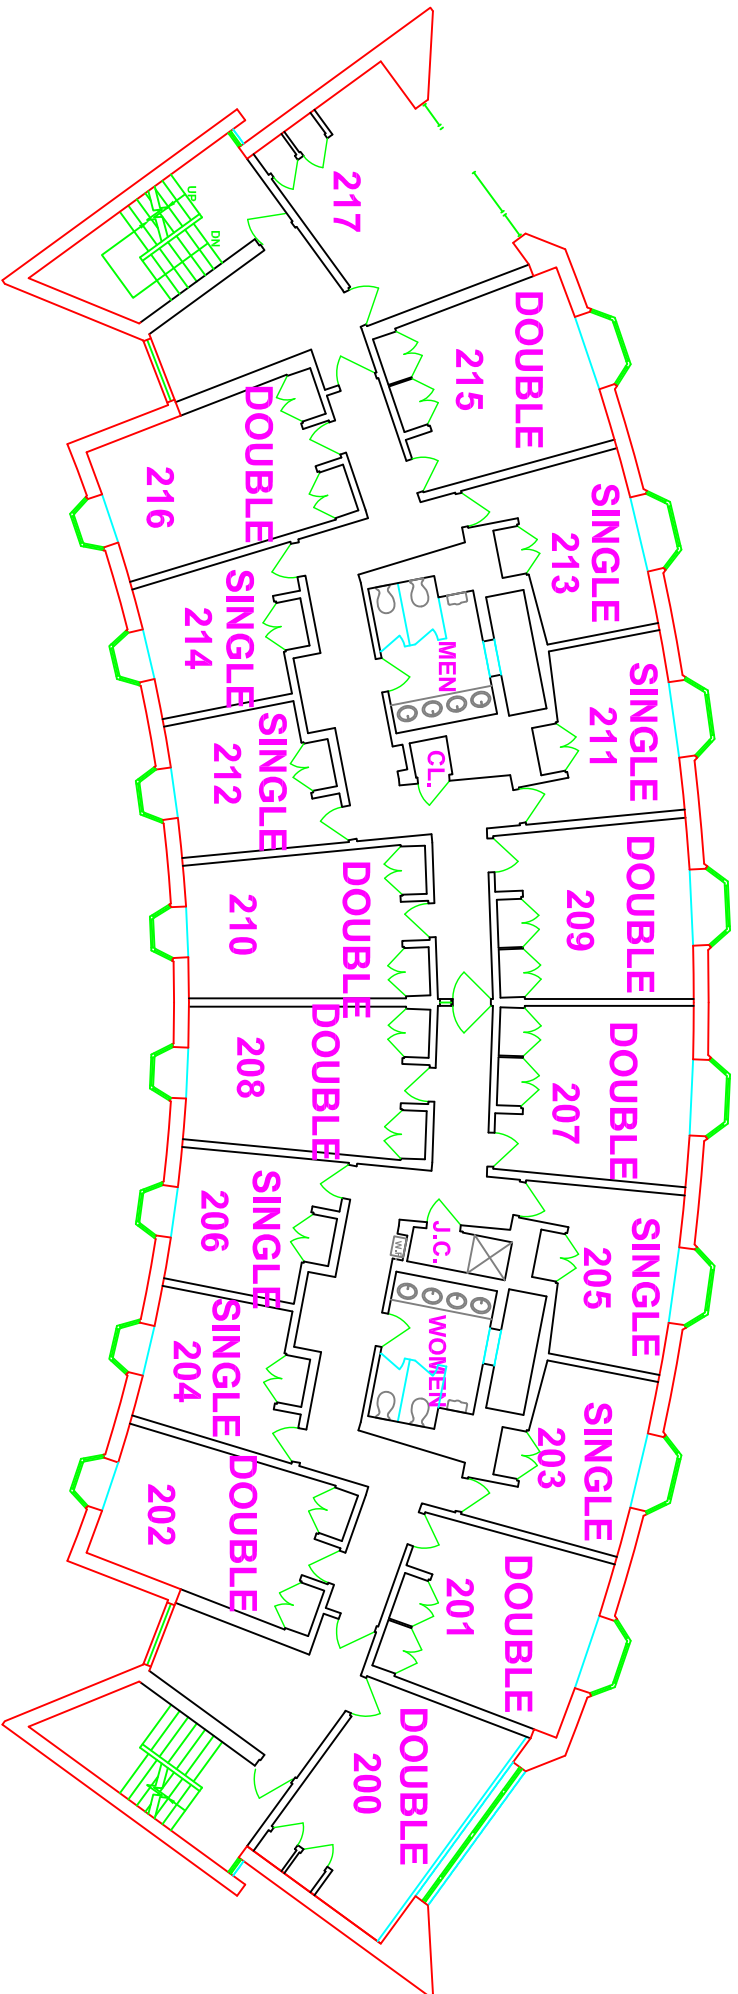 217
UP
DN
DOUBLE
215
DOUBLE
216
SINGLE
213
SINGLE
214
MEN
SINGLE
211
SINGLE
212
CL.
DOUBLE
209
DOUBLE
210
DOUBLE
208
DOUBLE
207
SINGLE
206
J.C.
W.F.
SINGLE
205
SINGLE
204
WOMEN
SINGLE
203
DOUBLE
202
DOUBLE
201
DOUBLE
200